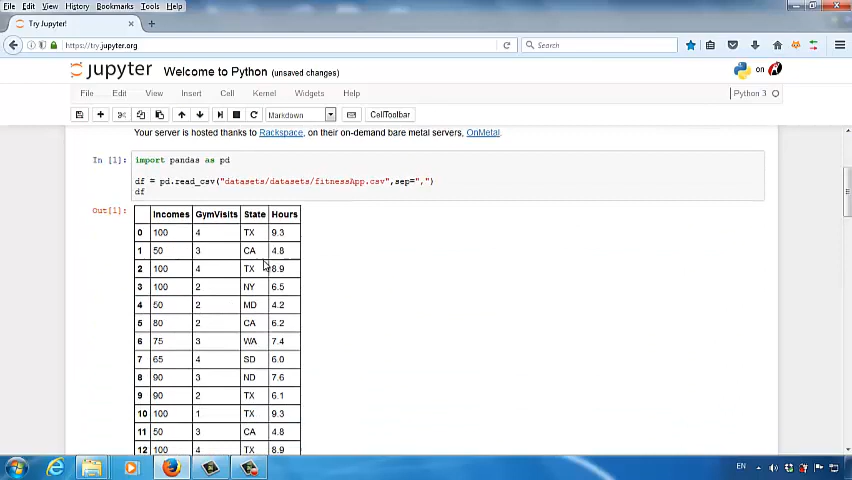 File Edit View History Bookmarks Tools Help
Try Jupyter!
https://try.jupyter.org
Search
jupyter Welcome to Python (unsaved changes)
File Edit View Insert Cell Kernel Widgets Help
Python 3
Markdown
CellToolbar
Your server is hosted thanks to Rackspace, on their on-demand bare metal servers, OnMetal.
In [1]: import pandas as pd
df = pd.read_csv("datasets/datasets/fitnessApp.csv",sep=",")
df
Out[1]:
Incomes GymVisits State Hours
0 100 4 TX 9.3
1 50 3 CA 4.8
2 100 4 TX 8.9
3 100 2 NY 6.5
4 50 2 MD 4.2
5 80 2 CA 6.2
6 75 3 WA 7.4
7 65 4 SD 6.0
8 90 3 ND 7.6
9 90 2 TX 6.1
10 100 1 TX 9.3
11 50 3 CA 4.8
12 100 4 TX 8.9
EN